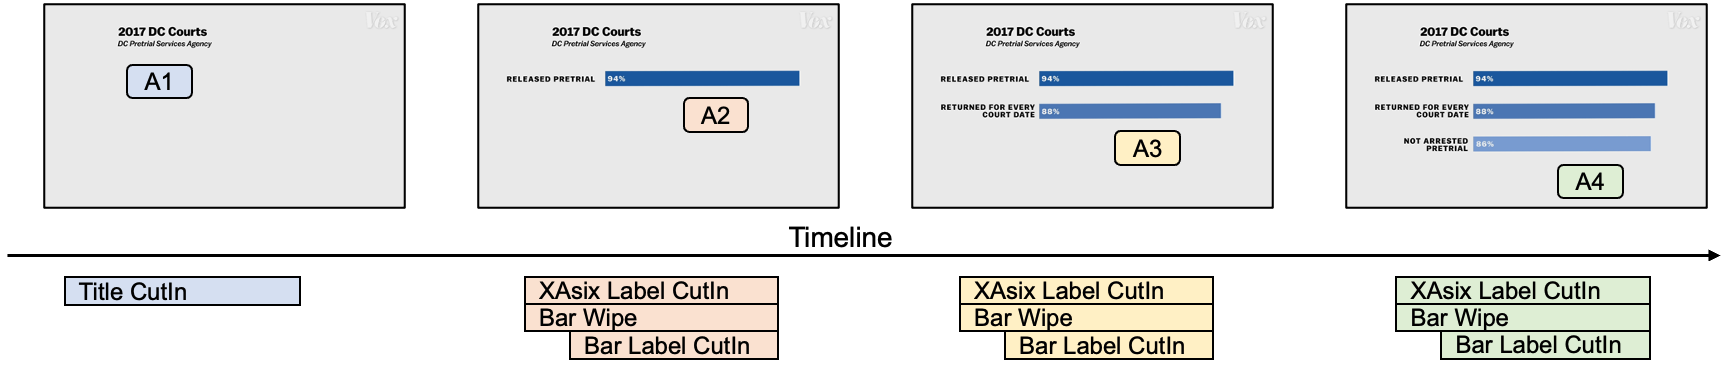 Vox
2017 DC Courts
DC Pretrial Services Agency
A1
Vox
2017 DC Courts
DC Pretrial Services Agency
RELEASED PRETRIAL 94%
A2
Vox
2017 DC Courts
DC Pretrial Services Agency
RELEASED PRETRIAL 94%
RETURNED FOR EVERY
COURT DATE 88%
A3
Vox
2017 DC Courts
DC Pretrial Services Agency
RELEASED PRETRIAL 94%
RETURNED FOR EVERY
COURT DATE 88%
NOT ARRESTED
PRETRIAL 86%
A4
Timeline
Title CutIn
XAsix Label CutIn
Bar Wipe
Bar Label CutIn
XAsix Label CutIn
Bar Wipe
Bar Label CutIn
XAsix Label CutIn
Bar Wipe
Bar Label CutIn